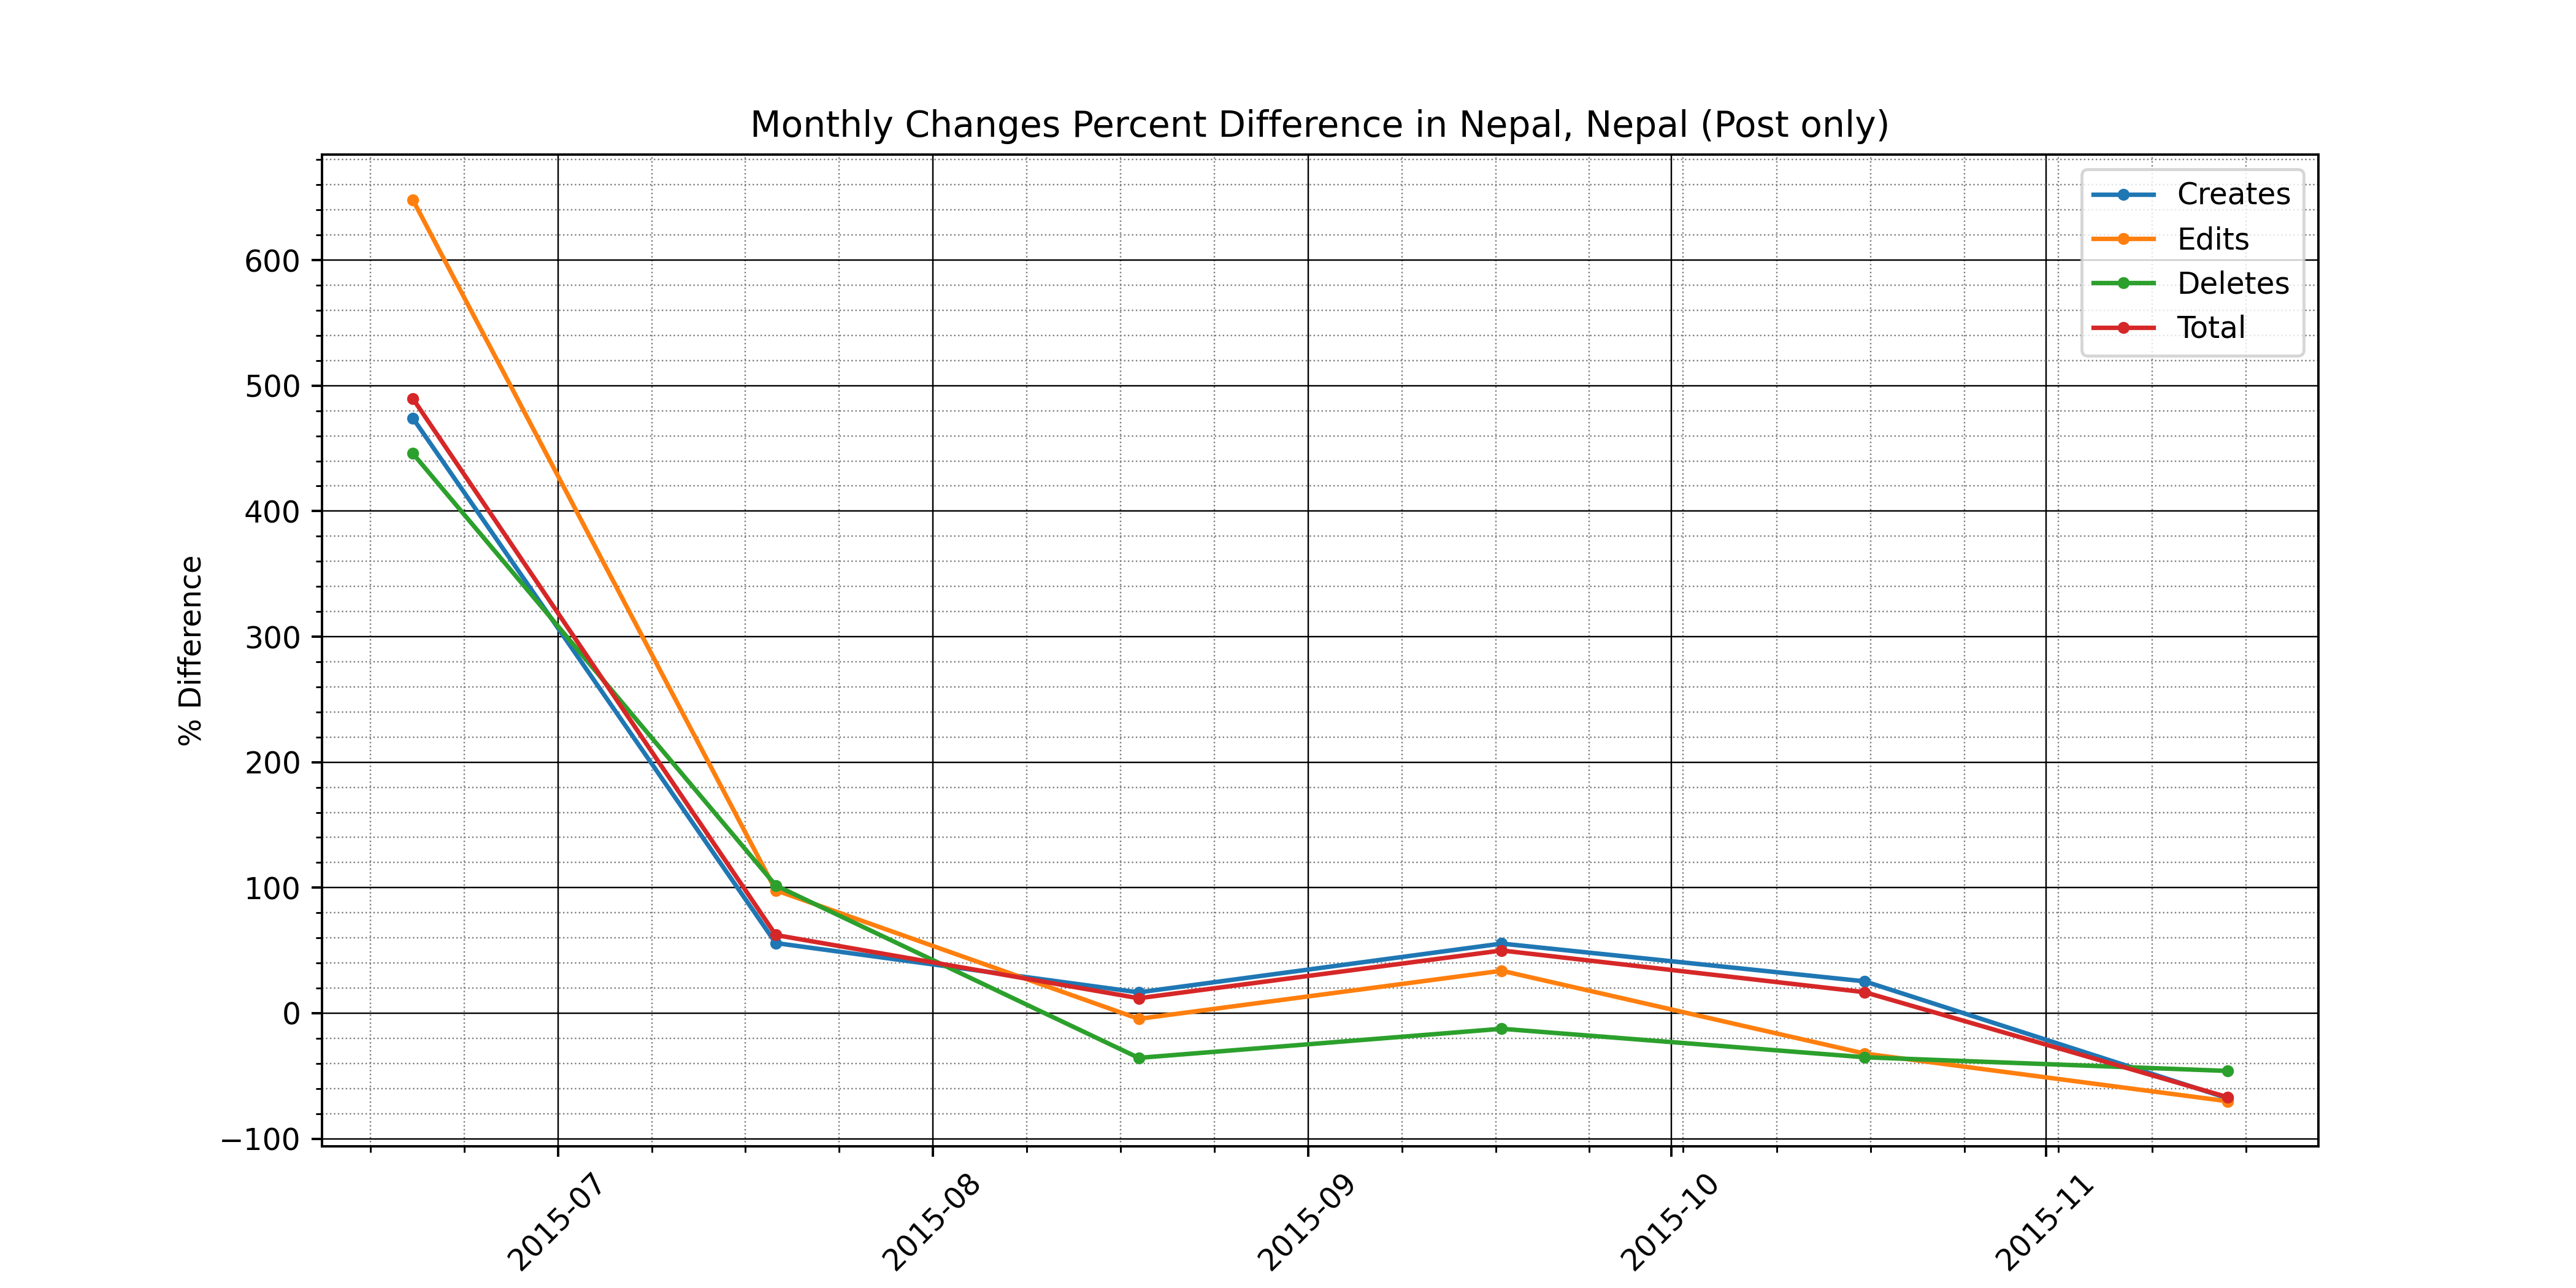 Monthly Changes Percent Difference in Nepal, Nepal (Post only)
Creates
Edits
Deletes
Total
% Difference
600
500
400
300
200
100
0
−100
2015-07
2015-08
2015-09
2015-10
2015-11